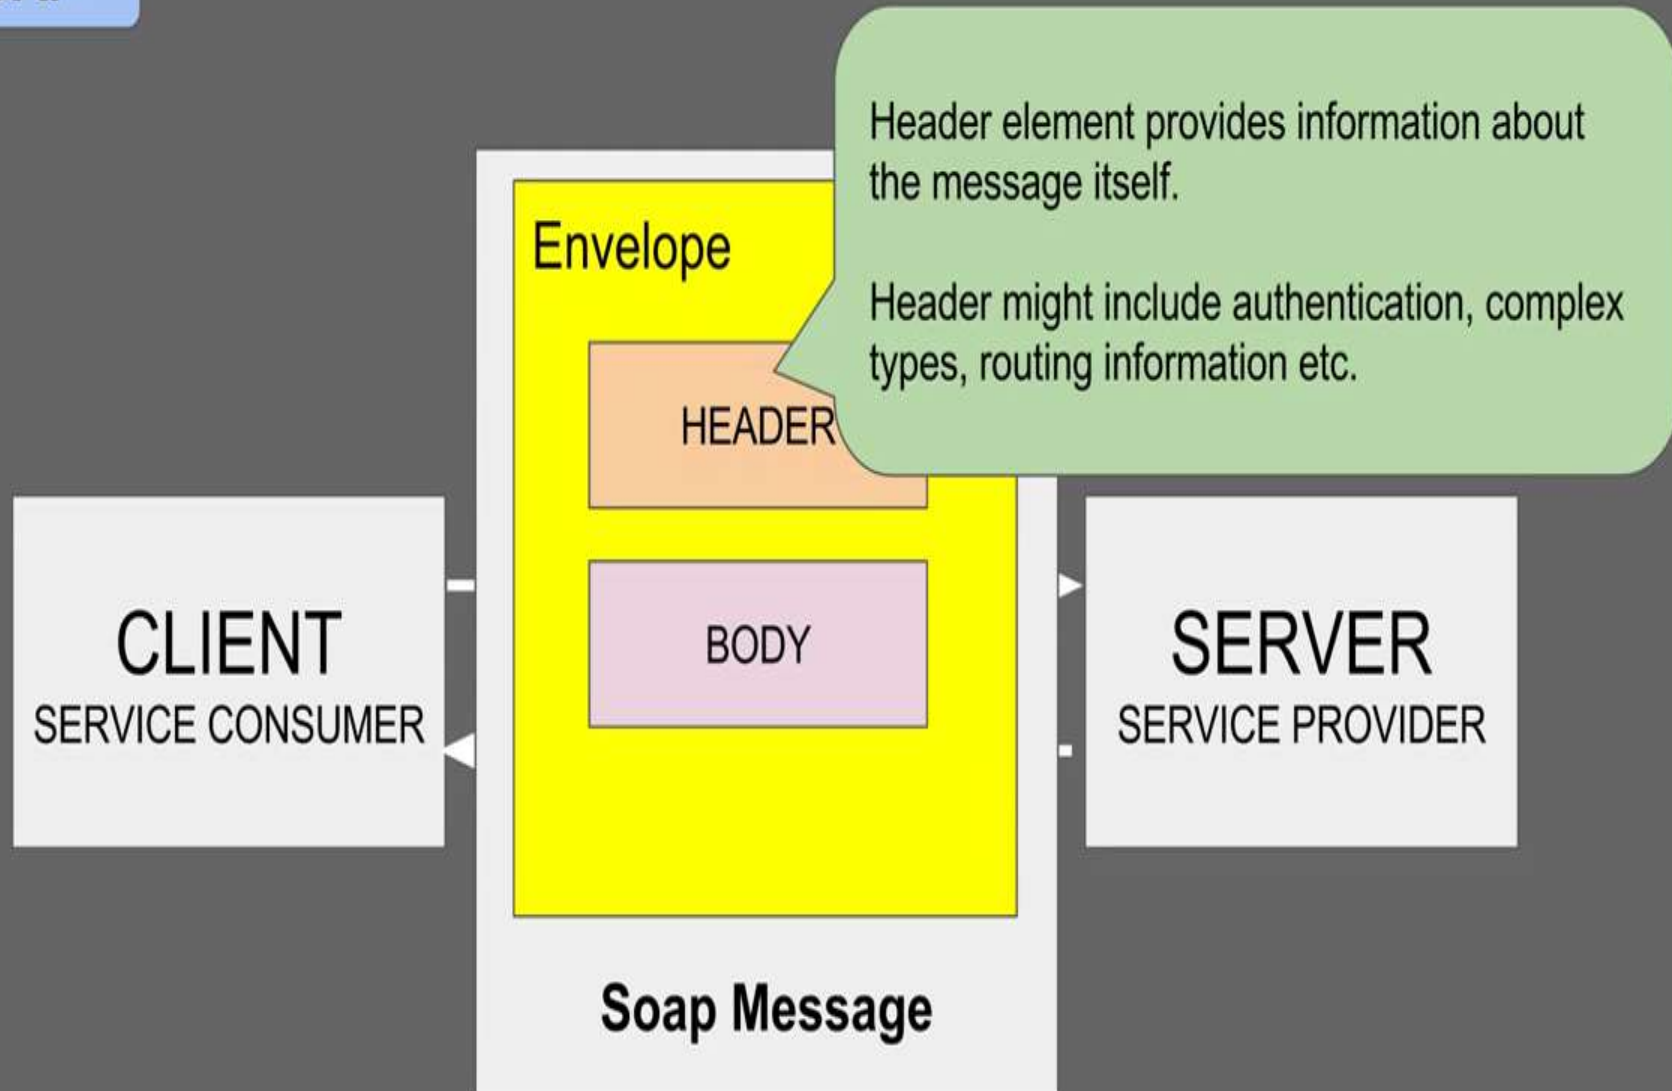 Header element provides information about
the message itself.
Header might include authentication, complex
types, routing information etc.
Envelope
HEADER
BODY
CLIENT
SERVICE CONSUMER
SERVER
SERVICE PROVIDER
Soap Message